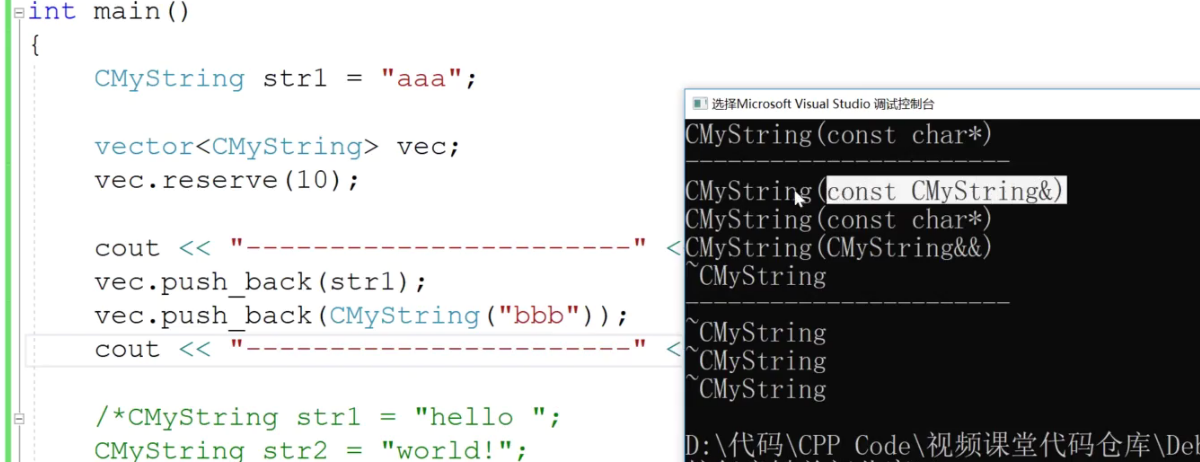 int main()
{
CMyString str1 = "aaa";
vector<CMyString> vec;
vec.reserve(10);
cout << "-----------------------" <
vec.push_back(str1);
vec.push_back(CMyString("bbb"));
cout << "-----------------------" <
/*CMyString str1 = "hello ";
CMyString str2 = "world!";
选择Microsoft Visual Studio 调试控制台
CMyString(const char*)
-----------------------
CMyString(const CMyString&)
CMyString(const char*)
CMyString(CMyString&&)
~CMyString
-----------------------
~CMyString
~CMyString
~CMyString
D:\代码\CPP Code\视频课堂代码仓库\Del